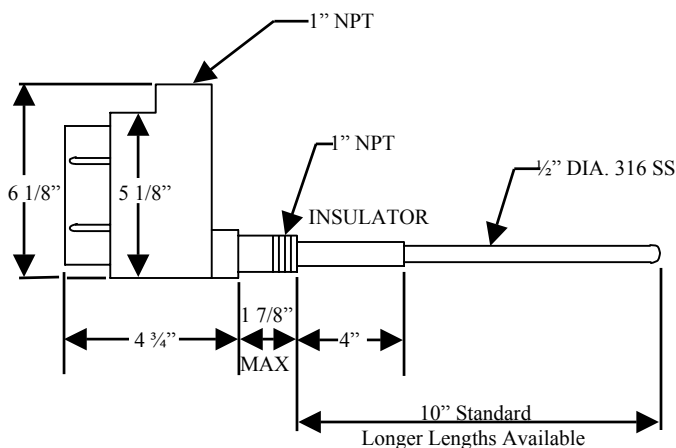 1” NPT
1” NPT
½” DIA. 316 SS
6 1/8”
5 1/8”
INSULATOR
1 7/8”
MAX
4 ¾”
4”
10” Standard
Longer Lengths Available